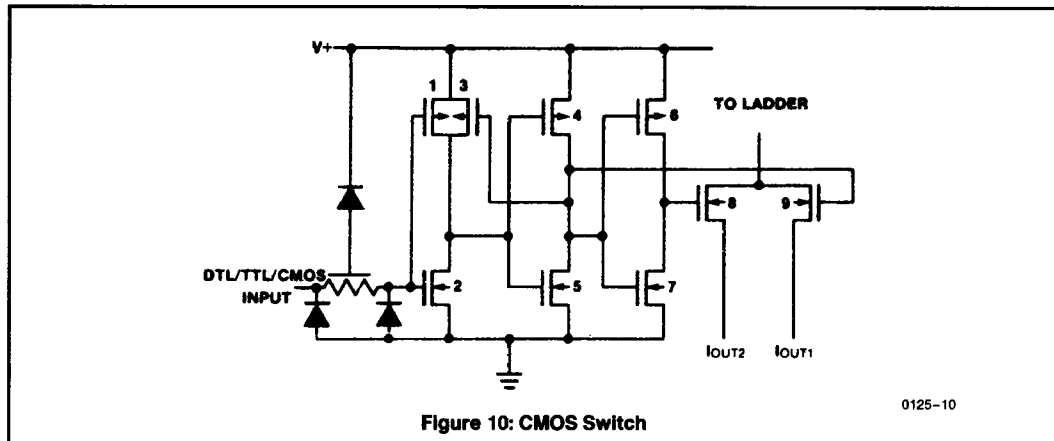 V+
1 3
4
6
TO LADDER
8
9
DTL/TTL/CMOS
INPUT
2
5
7
IOUT2 IOUT1
0125-10
Figure 10: CMOS Switch